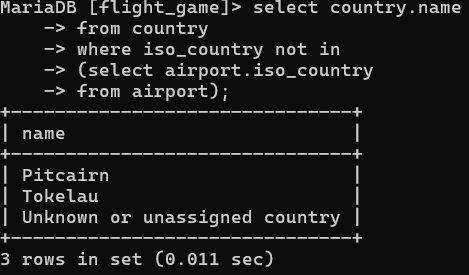 MariaDB [flight_game]> select country.name
    -> from country
    -> where iso_country not in
    -> (select airport.iso_country
    -> from airport);
+------------------------------+
| name                         |
+------------------------------+
| Pitcairn                     |
| Tokelau                      |
| Unknown or unassigned country |
+------------------------------+
3 rows in set (0.011 sec)